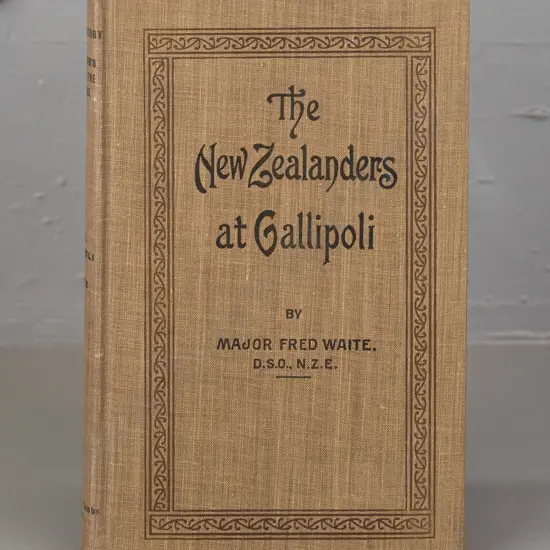 The
New Zealanders
at Gallipoli
BY
MAJOR FRED WAITE,
D.S.O., N.Z.E.